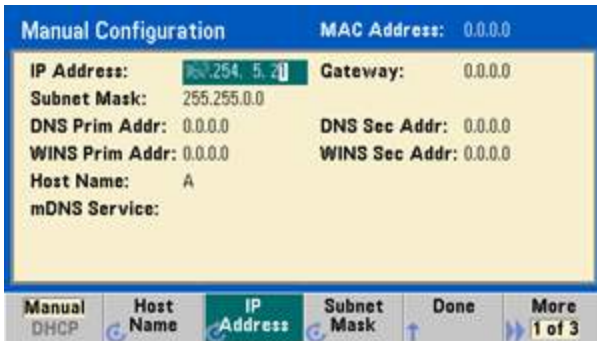 Manual Configuration MAC Address: 0.0.0.0
IP Address: .254. 5.21 Gateway: 0.0.0.0
Subnet Mask: 255.255.0.0
DNS Prim Addr: 0.0.0.0 DNS Sec Addr: 0.0.0.0
WINS Prim Addr: 0.0.0.0 WINS Sec Addr: 0.0.0.0
Host Name: A
mDNS Service:
Manual DHCP Host Name IP Address Subnet Mask Done More 1 of 3